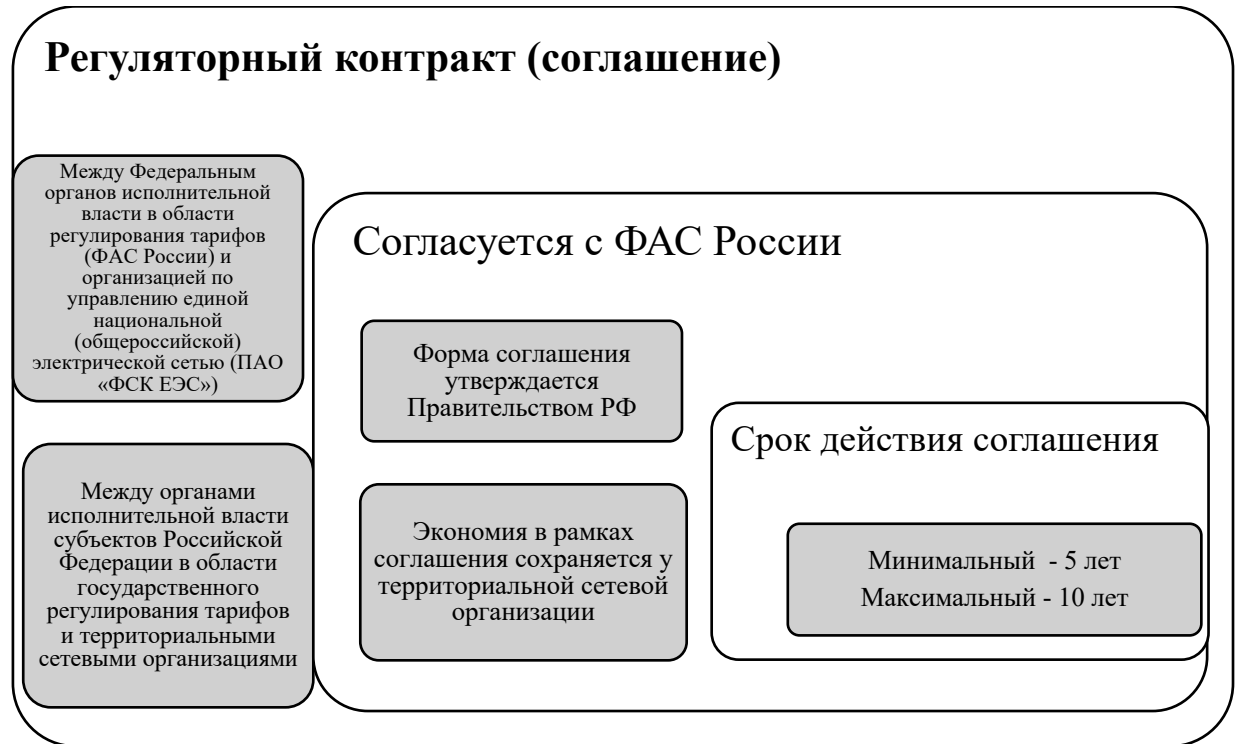 Регуляторный контракт (соглашение)
Между Федеральным
органов исполнительной
власти в области
регулирования тарифов
(ФАС России) и
организацией по
управлению единой
национальной
(общероссийской)
электрической сетью (ПАО
«ФСК ЕЭС»)
Между органами
исполнительной власти
субъектов Российской
Федерации в области
государственного
регулирования тарифов
и территориальными
сетевыми организациями
Согласуется с ФАС России
Форма соглашения
утверждается
Правительством РФ
Экономия в рамках
соглашения сохраняется у
территориальной сетевой
организации
Срок действия соглашения
Минимальный - 5 лет
Максимальный - 10 лет